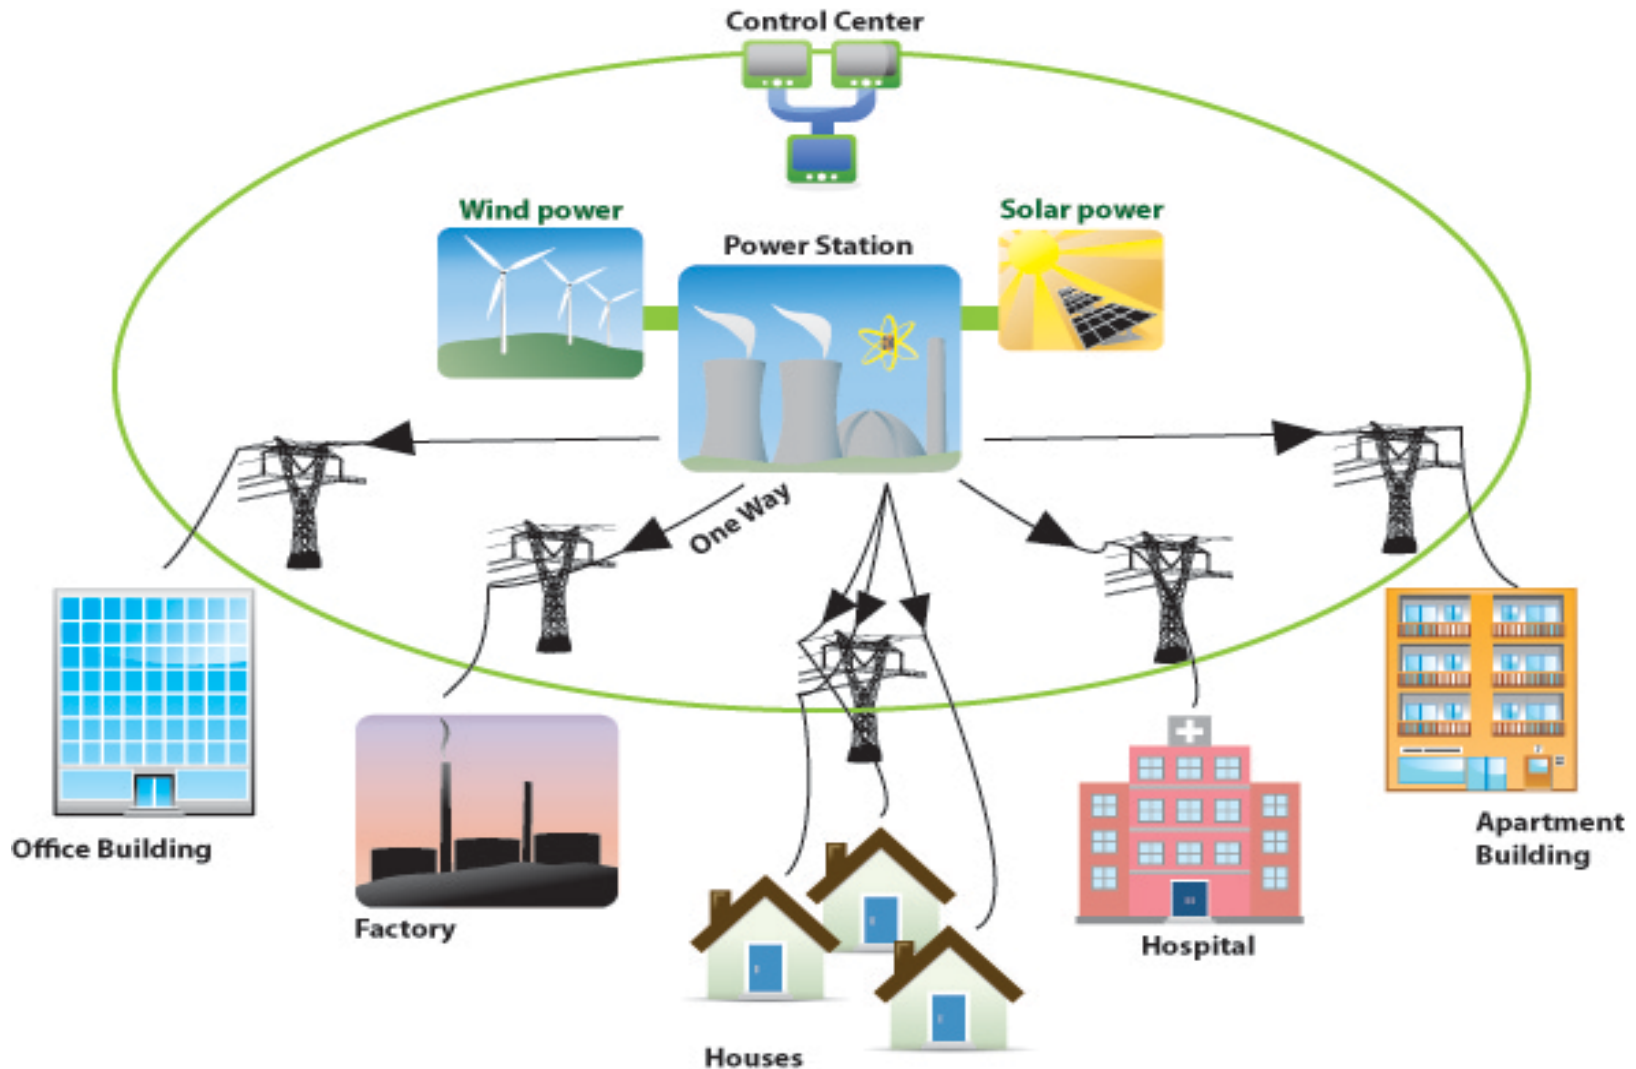 Control Center
Wind power
Solar power
Power Station
One Way
Office Building
Apartment
Building
Factory
Hospital
Houses